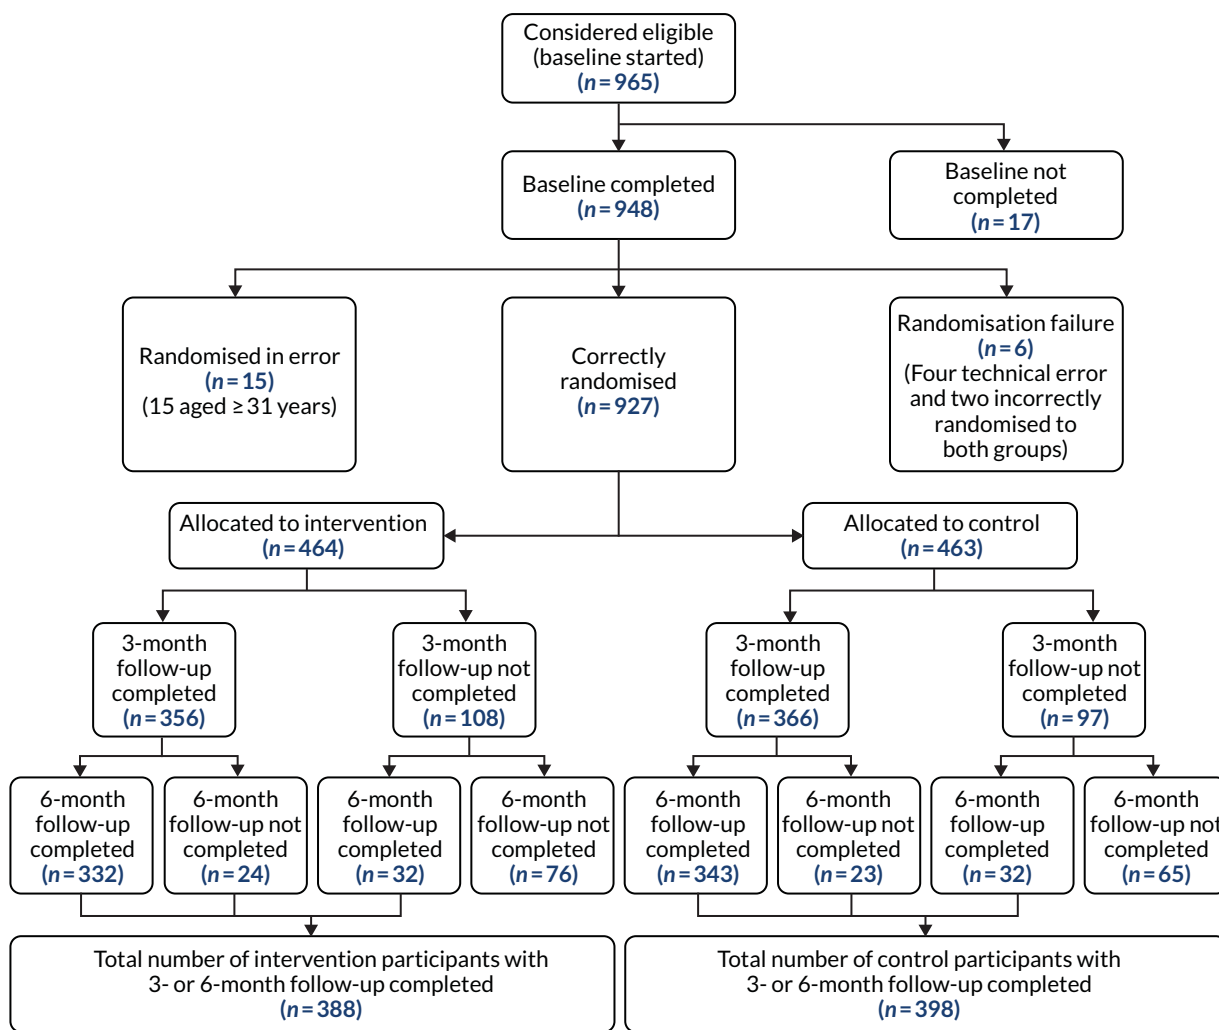 Considered eligible
(baseline started)
(n = 965)
Baseline completed
(n = 948)
Baseline not
completed
(n = 17)
Randomised in error
(n = 15)
(15 aged ≥ 31 years)
Correctly
randomised
(n = 927)
Randomisation failure
(n = 6)
(Four technical error
and two incorrectly
randomised to
both groups)
Allocated to intervention
(n = 464)
Allocated to control
(n = 463)
3-month
follow-up
completed
(n = 356)
3-month
follow-up not
completed
(n = 108)
3-month
follow-up
completed
(n = 366)
3-month
follow-up not
completed
(n = 97)
6-month
follow-up
completed
(n = 332)
6-month
follow-up not
completed
(n = 24)
6-month
follow-up
completed
(n = 32)
6-month
follow-up not
completed
(n = 76)
6-month
follow-up
completed
(n = 343)
6-month
follow-up not
completed
(n = 23)
6-month
follow-up
completed
(n = 32)
6-month
follow-up not
completed
(n = 65)
Total number of intervention participants with
3- or 6-month follow-up completed
(n = 388)
Total number of control participants with
3- or 6-month follow-up completed
(n = 398)